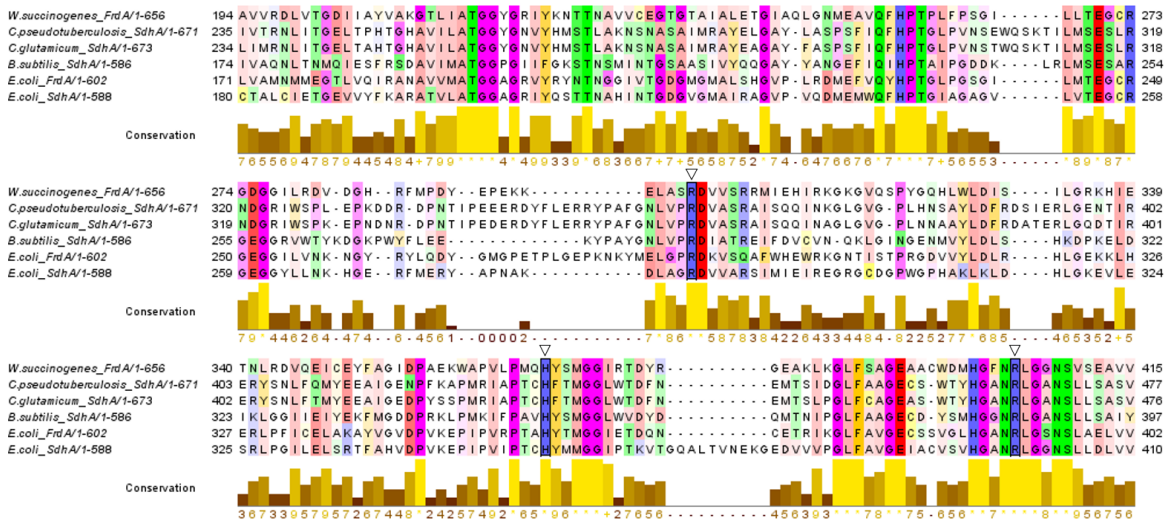 W.succinogenes_FrdA/1-656 194 AVVRDLVTGDIIAYVAKGTLIATGGYGRIYKNTTNAVVCEGTGTAIALETGIAQLGNMEAVQFHPTPLFPSGI------LLTEGCR 273
C.pseudotuberculosis_SdhA/1-671 235 IVTRNLITGELTPHTGHAVILATGGYGNVYHMSTLAKNSNASAIMRAYELGAY-LASPSFIQFHPTGLPVNSEWQSKTILMSESLR 319
C.glutamicum_SdhA/1-673 234 LIMRNLITGELTAHTGHAVILATGGYGNVYHMSTLAKNSNASAIMRAYEAGAY-FASPSFIQFHPTGLPVNSTWQSKTILMSESLR 318
B.subtilis_SdhA/1-586 174 IVAQNLTNMQIESFRSDAVIMATGGPGIIFGKSTNSMINTGSAASIVYQQGAY-YANGEFIQIHPTAIPGDDK------LRLMSESAR 254
E.coli_FrdA/1-602 171 LVAMNMMEGTLVQIRANAVVMATGGAGRVYRYNTNGGIVTGDGMGMALSHGVP-LRDMEFVQYHPTGLPGSGI------LMTEGCR 249
E.coli_SdhA/1-588 180 CTALCIETGEVVYFKARATVLATGGAGRIYQSTTNAHINTGDGVGMAIRAGVP-VQDMEMWQFHPTGIAGAGV------LVTEGCR 258
Conservation
W.succinogenes_FrdA/1-656 274 GDGGILRDV-DGH--RFMPDY--EPEKK----------ELASRDVVSRRMIEHIRKGKGVQSPYGQHLWLDIS----ILGRKHIE 339
C.pseudotuberculosis_SdhA/1-671 320 NDGRIWSPL-EPKDDR-DPNTIPEEERDYFLERRYPAFGNLVPRDVASRAISQQINKGLGVG-PLHNSAYLDFRDSIERLGENTIR 402
C.glutamicum_SdhA/1-673 319 NDGRIWSPK-EPNDNR-DPNTIPEDERDYFLERRYPAFGNLVPRDVASRAISQQINAGLGVG-PLNNAAYLDFRDATERLGQDTIR 401
B.subtilis_SdhA/1-586 255 GEGGRVWTYKDGKPWYFLEE----------KYPAYGNLVPRDIATREIFDVCVN-QKLGINGENMVYLDLS----HKDPKELD 322
E.coli_FrdA/1-602 250 GEGGILVNK-NGY--RYLQDYGMGPETPLGEPKNKYMELGPRDKVSQAFWHEWRKGNTISTPRGDVVYLDLR----HLGEKKLH 326
E.coli_SdhA/1-588 259 GEGGYLLNK-HGE--RFMERY--APNAK----------DLAGRDVVARSIMIEIREGRGCDGPWGPHAKLKLD----HLGKEVLE 324
Conservation
W.succinogenes_FrdA/1-656 340 TNLRDVQEICEYFAGIDPAEKWAPVLPMQHYSMGGIRTDYR---------GEAKLKGLFSAGEAACWDMHGFNRLGGNSVSEAVV 415
C.pseudotuberculosis_SdhA/1-671 403 ERYSNLFQMYEEAIGENPFKAPMRIAPTCHFTMGGLWTDFN---------EMTSIDGLFAGGEC-SWTYHGANRLGGNSLLSASV 477
C.glutamicum_SdhA/1-673 402 ERYSNLFTMYEEAIGEDPYSSPMRIAPTCHFTMGGLWTDFN---------EMTSLPGLFCAGEAS-WTYHGANRLGGNSLLSASV 476
B.subtilis_SdhA/1-586 323 IKLGGIIEIYEKFMGDDPRKLPMKIFPAVHYSMGGLWVDYD---------QMTNIPGLFAAGECD-YSMHGGNRLGANSLLSAIY 397
E.coli_FrdA/1-602 327 ERLPFICELAKAYVGVDPVKEPIPVRPTAHYTMGGIETDQN---------CETRIKGLFAVGECSSVGLHGANRLGSNSLAELVV 402
E.coli_SdhA/1-588 325 SRLPGILELSRTFAHVDPVKEPIPVIPTCHYMMGGIPTKVTGQALTVNEKGEDVVVPGLFAVGEIACVSVHGANRLGGNSLLDLVV 410
Conservation